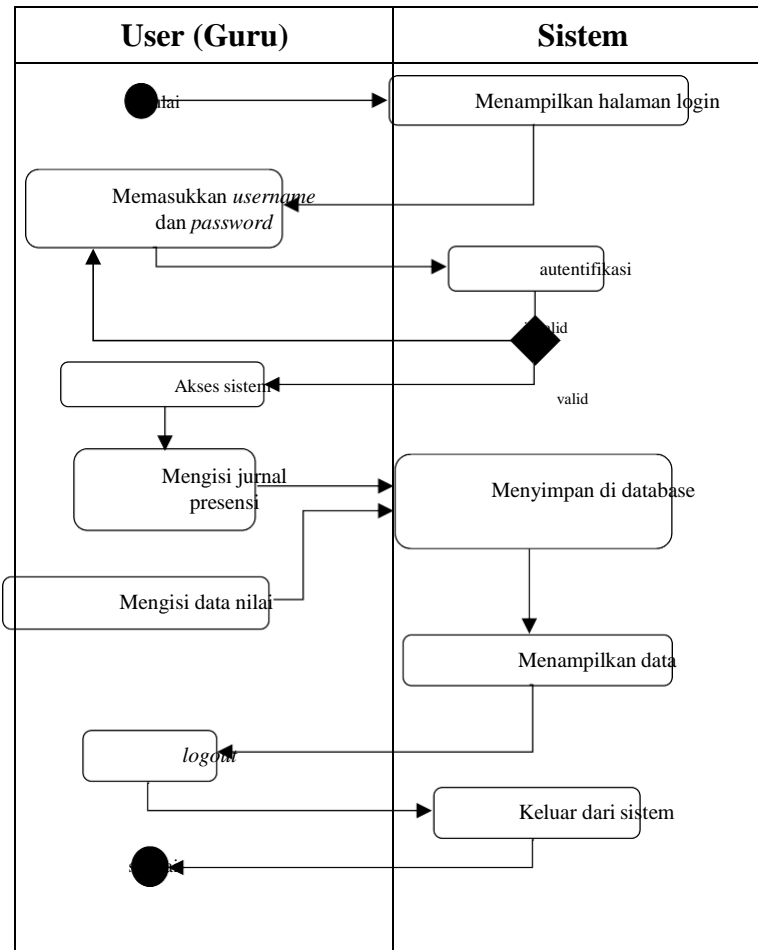 User (Guru)
Sistem
Menampilkan halaman login
Memasukkan username
dan password
autentifikasi
Akses sistem
valid
Mengisi jurnal
presensi
Menyimpan di database
Mengisi data nilai
Menampilkan data
logout
Keluar dari sistem